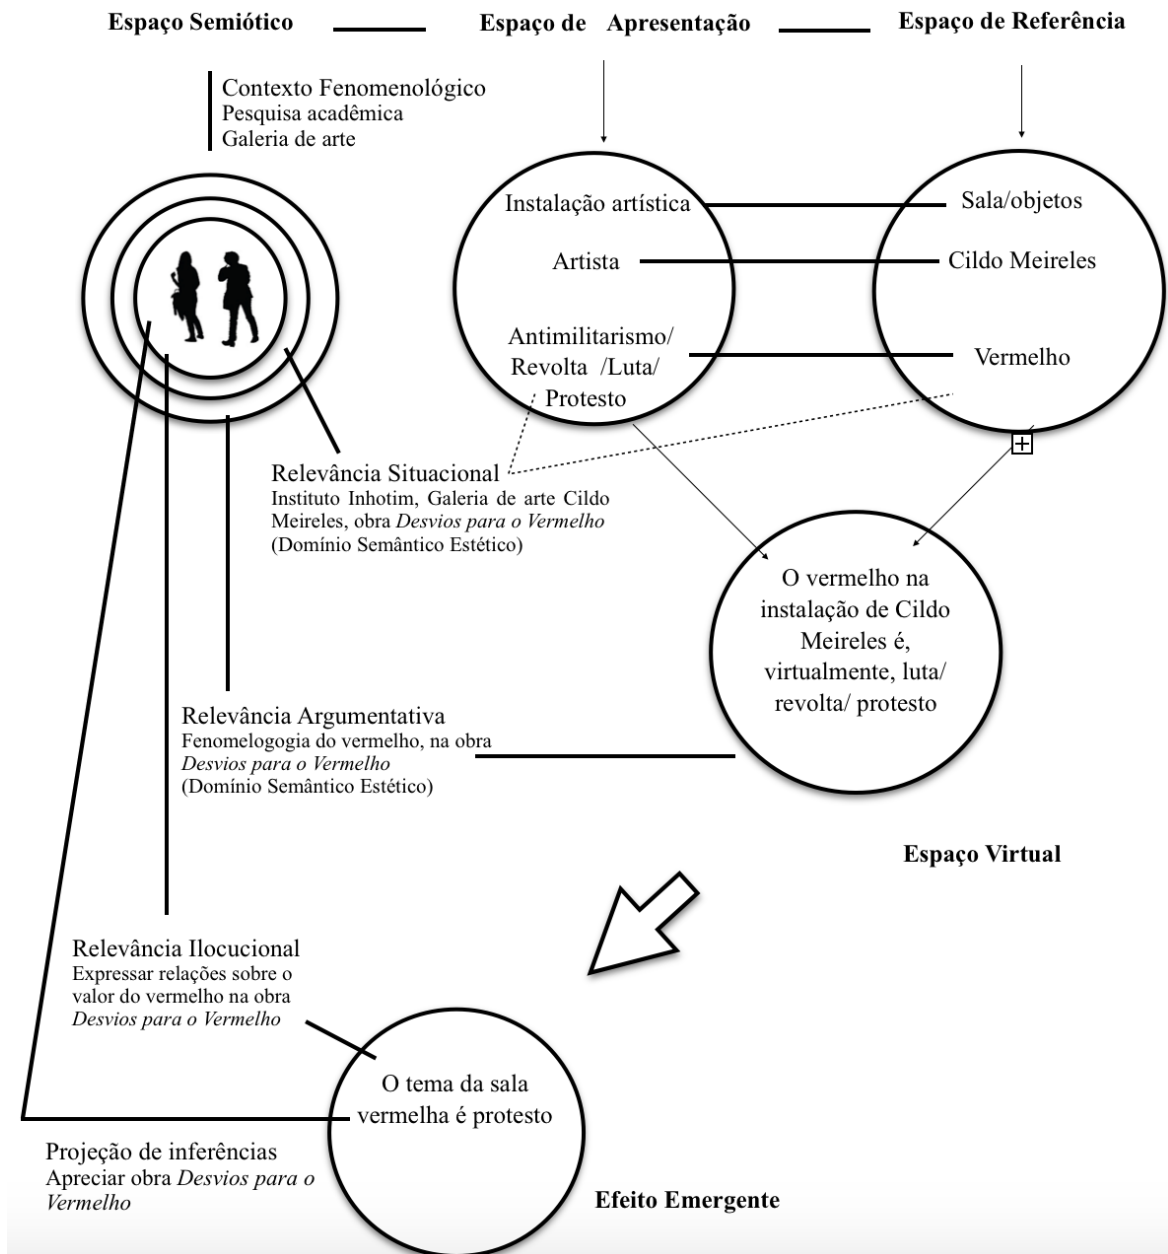 Espaço Semiótico
Espaço de Apresentação
Espaço de Referência
Contexto Fenomenológico
Pesquisa acadêmica
Galeria de arte
Instalação artística
Artista
Antimilitarismo/
Revolta /Luta/
Protesto
Sala/objetos
Cildo Meireles
Vermelho
Relevância Situacional
Instituto Inhotim, Galeria de arte Cildo
Meireles, obra Desvios para o Vermelho
(Domínio Semântico Estético)
O vermelho na
instalação de Cildo
Meireles é,
virtualmente, luta/
revolta/ protesto
Relevância Argumentativa
Fenomelogogia do vermelho, na obra
Desvios para o Vermelho
(Domínio Semântico Estético)
Espaço Virtual
Relevância Ilocucional
Expressar relações sobre o
valor do vermelho na obra
Desvios para o Vermelho
O tema da sala
vermelha é protesto
Projeção de inferências
Apreciar obra Desvios para o
Vermelho
Efeito Emergente